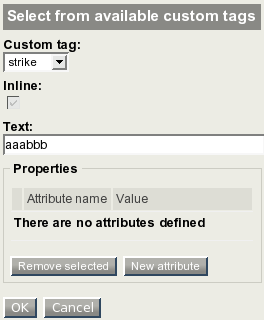 Select from available custom tags
Custom tag:
strike
Inline:
Text:
aaabbb
Properties
Attribute name Value
There are no attributes defined
Remove selected New attribute
OK Cancel